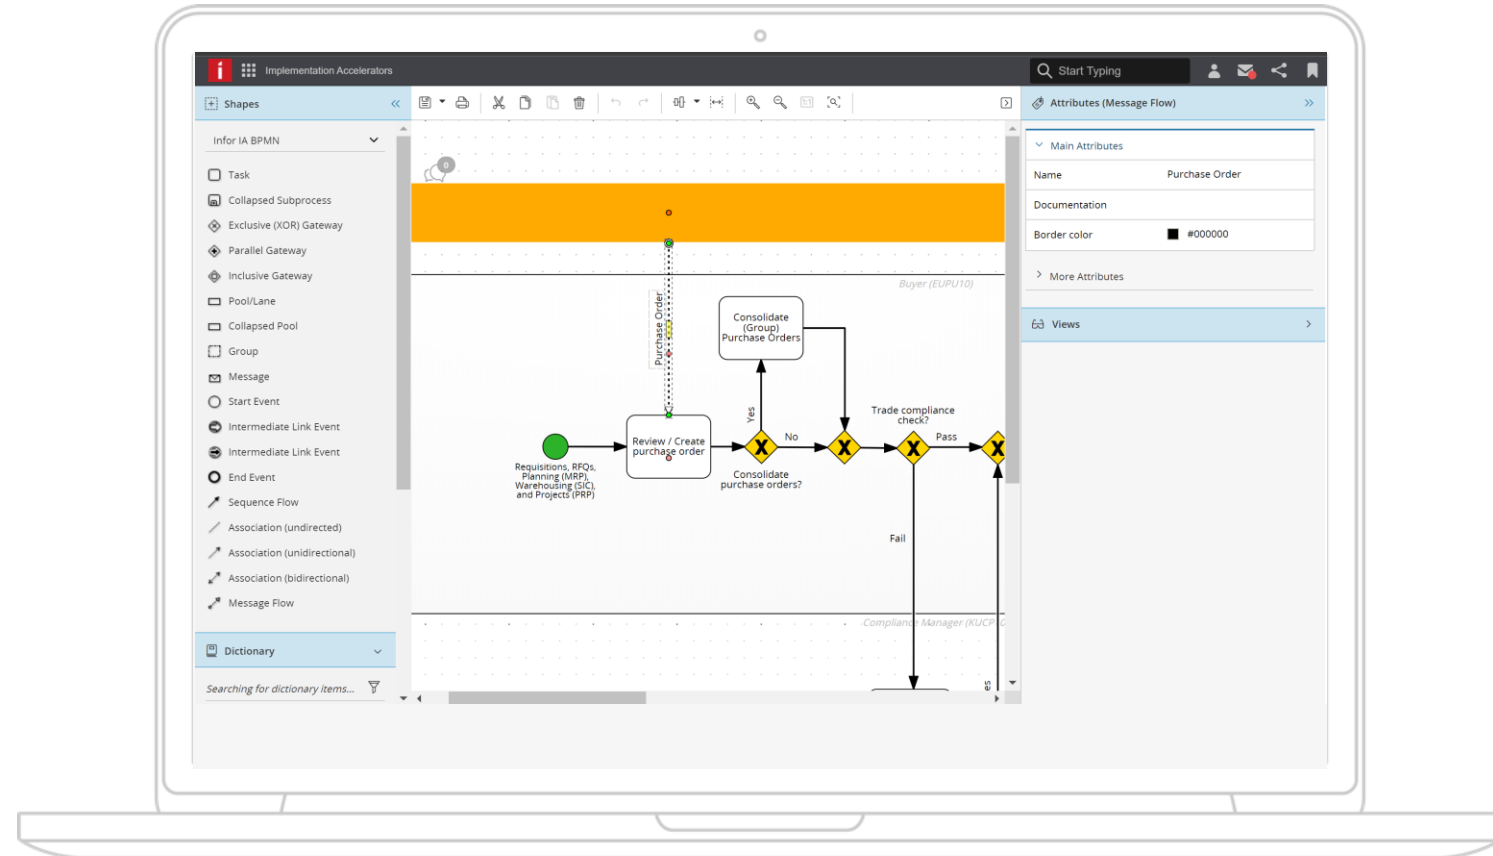 Implementation Accelerators
Start Typing
Shapes
Attributes (Message Flow)
Infor IA BPMN
Task
Collapsed Subprocess
Exclusive (XOR) Gateway
Parallel Gateway
Inclusive Gateway
Pool/Lane
Collapsed Pool
Group
Message
Start Event
Intermediate Link Event
Intermediate Link Event
End Event
Sequence Flow
Association (undirected)
Association (unidirectional)
Association (bidirectional)
Message Flow
Dictionary
Searching for dictionary items...
0
Buyer (EUPU10)
Purchase Order
Consolidate
(Group)
Purchase Orders
Yes
Trade compliance
check?
Review / Create
purchase order
No
Pass
Requisitions, RFQs,
Planning (MRP),
Warehousing (SIC),
and Projects (PRP)
Consolidate
purchase orders?
Fail
Compliance Manager
Main Attributes
Name
Purchase Order
Documentation
Border color
#000000
More Attributes
Views